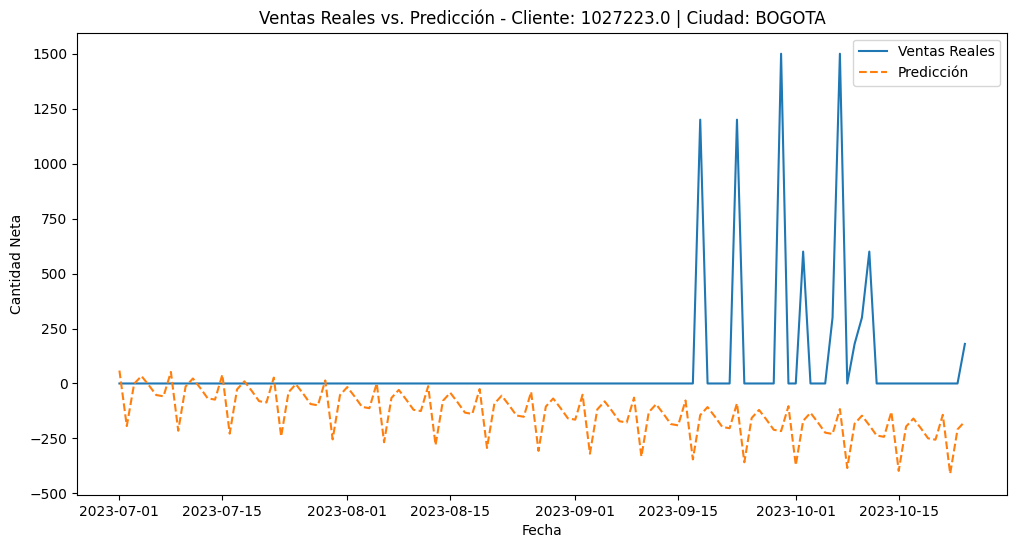 Ventas Reales vs. Predicción - Cliente: 1027223.0 | Ciudad: BOGOTA
Ventas Reales
Predicción
Cantidad Neta
1500
1250
1000
750
500
250
0
−250
−500
2023-07-01 2023-07-15 2023-08-01 2023-08-15 2023-09-01 2023-09-15 2023-10-01 2023-10-15
Fecha